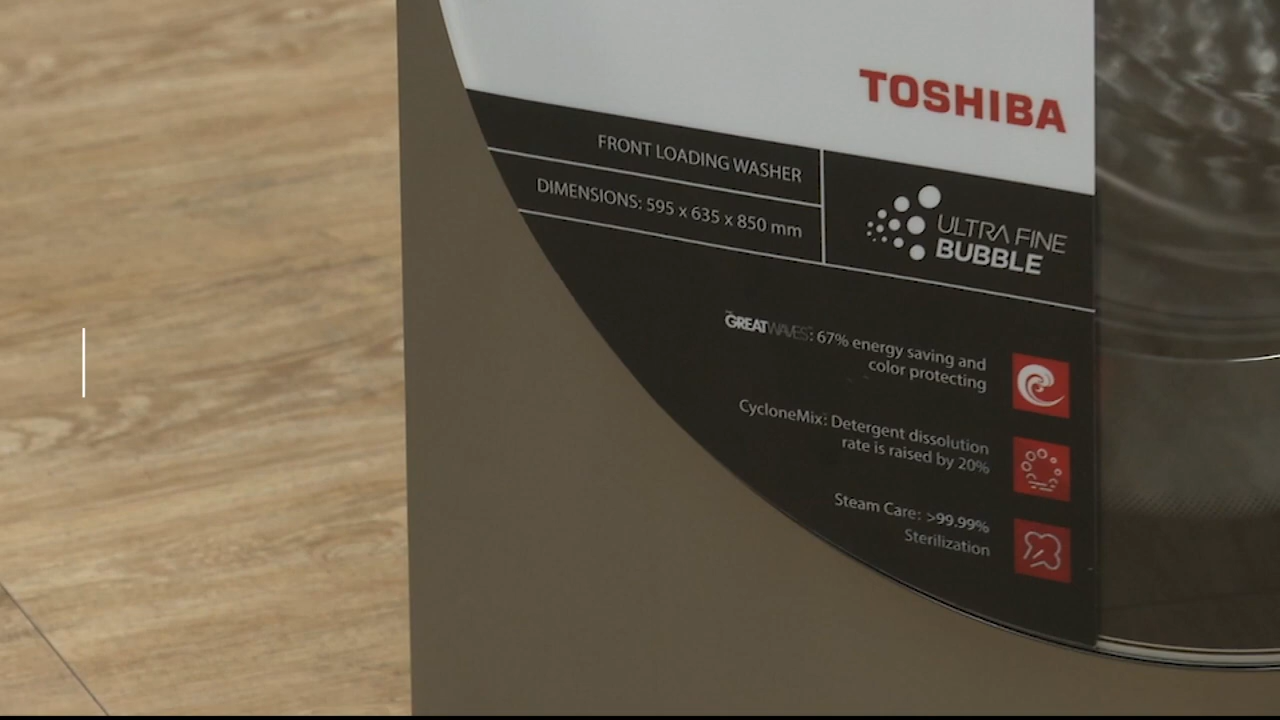 TOSHIBA
FRONT LOADING WASHER
DIMENSIONS: 595 x 635 x 850 mm
ULTRA FINE
BUBBLE
THE
GREATWAVES: 67% energy saving and
color protecting
CycloneMix: Detergent dissolution
rate is raised by 20%
Steam Care: >99.99%
Sterilization